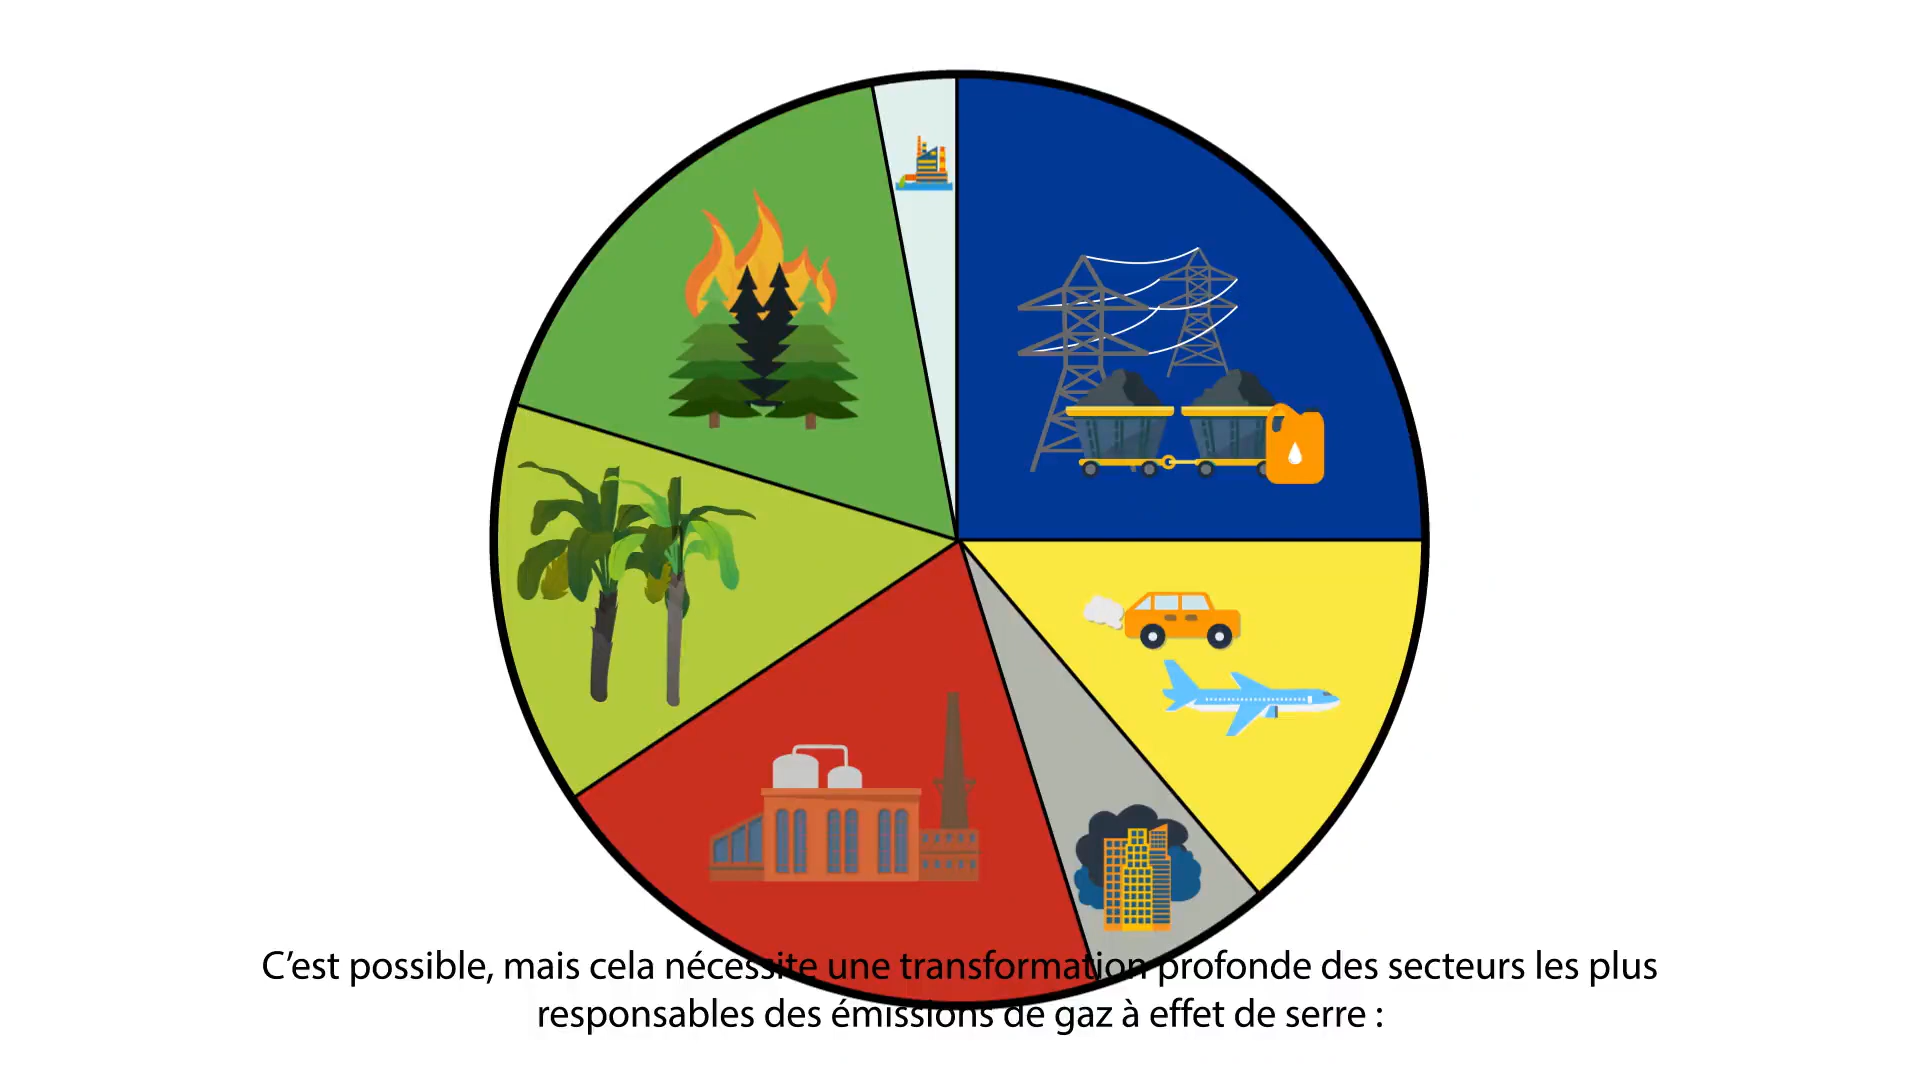 C’est possible, mais cela nécessite une transformation profonde des secteurs les plus
responsables des émissions de gaz à effet de serre :